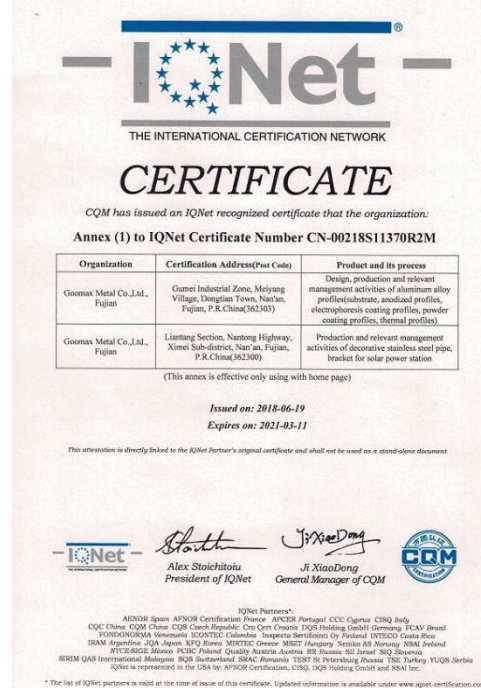 IQNet ®
THE INTERNATIONAL CERTIFICATION NETWORK
CERTIFICATE
CQM has issued an IQNet recognized certificate that the organization:
Annex (1) to IQNet Certificate Number CN-00218S11370R2M
Organization Certification Address(Post Code) Product and its process
Goomax Metal Co.,Ltd., Fujian
Gumei Industrial Zone, Meiyang
Village, Dongtian Town, Nan'an,
Fujian, P.R.China(362303)
Design, production and relevant
management activities of aluminum alloy
profiles(substrate, anodized profiles,
electrophoresis coating profiles, powder
coating profiles, thermal profiles)
Goomax Metal Co.,Ltd.,
Fujian
Liantang Section, Nantong Highway,
Ximei Sub-district, Nan'an, Fujian,
P.R.China(362300)
Production and relevant management
activities of decorative stainless steel pipe,
bracket for solar power station
(This annex is effective only using with home page)
Issued on: 2018-06-19
Expires on: 2021-03-11
This attestation is directly linked to the IQNet Partner's original certificate and shall not be used as a stand-alone document
IQNet
Alex Stoichitoiu
President of IQNet
Ji XiaoDong
Ji XiaoDong
General Manager of CQM
CQM
CERTIFICATION
IQNet Partners*:
AENOR Spain AFNOR Certification France APCER Portugal CCC Cyprus CISQ Italy
CQC China CQM China CQS Czech Republic Cro Cert Croatia DQS Holding GmbH Germany FCAV Brazil
FONDONORMA Venezuela ICONTEC Colombia Inspecta Sertifiointi Oy Finland INTECO Costa Rica
IRAM Argentina JQA Japan KFQ Korea MIRTEC Greece MSZT Hungary Nemko AS Norway NSAI Ireland
NYCE-SIGE México PCBC Poland Quality Austria Austria RR Russia SII Israel SIQ Slovenia
SIRIM QAS International Malaysia SQS Switzerland SRAC Romania TEST St Petersburg Russia TSE Turkey YUQS Serbia
IQNet is represented in the USA by: AFNOR Certification, CISQ, DQS Holding GmbH and NSAI Inc.
* The list of IQNet partners is valid at the time of issue of this certificate. Updated information is available under www.iqnet-certification.co